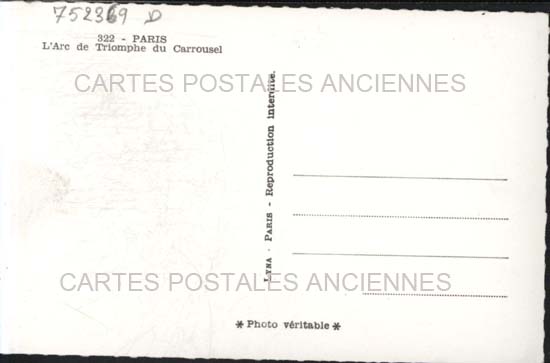 752369 D
322 - PARIS
L'Arc de Triomphe du Carrousel
CARTES POSTALES ANCIENNES
LYNA - PARIS - Reproduction interdite.
CARTES POSTALES ANCIENNES
* Photo véritable *